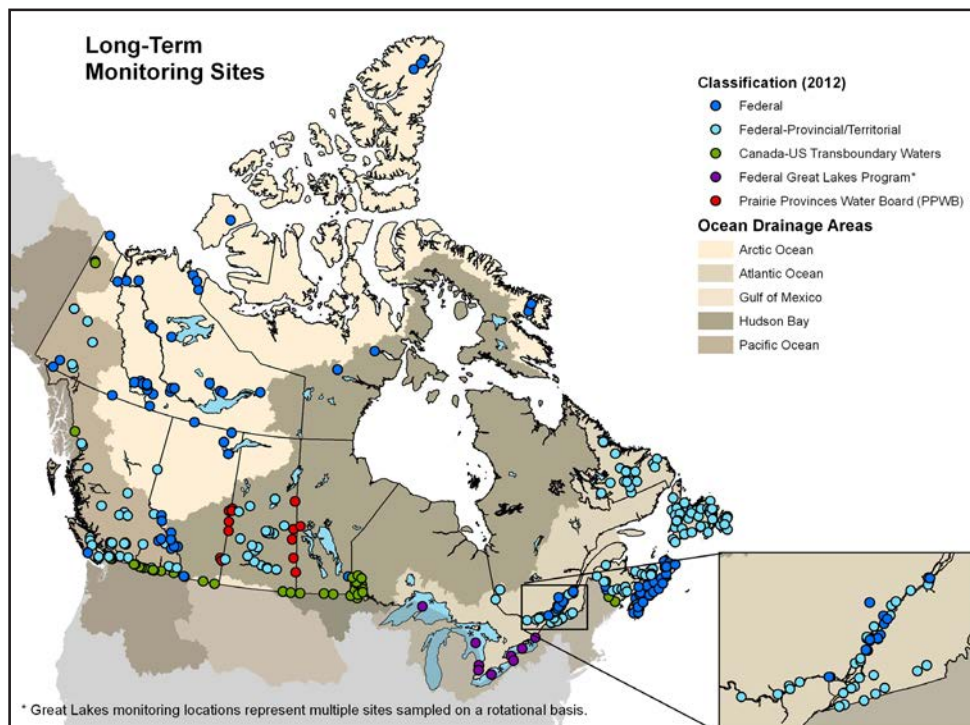 Long-Term
Monitoring Sites
Classification (2012)
Federal
Federal-Provincial/Territorial
Canada-US Transboundary Waters
Federal Great Lakes Program*
Prairie Provinces Water Board (PPWB)
Ocean Drainage Areas
Arctic Ocean
Atlantic Ocean
Gulf of Mexico
Hudson Bay
Pacific Ocean
* Great Lakes monitoring locations represent multiple sites sampled on a rotational basis.